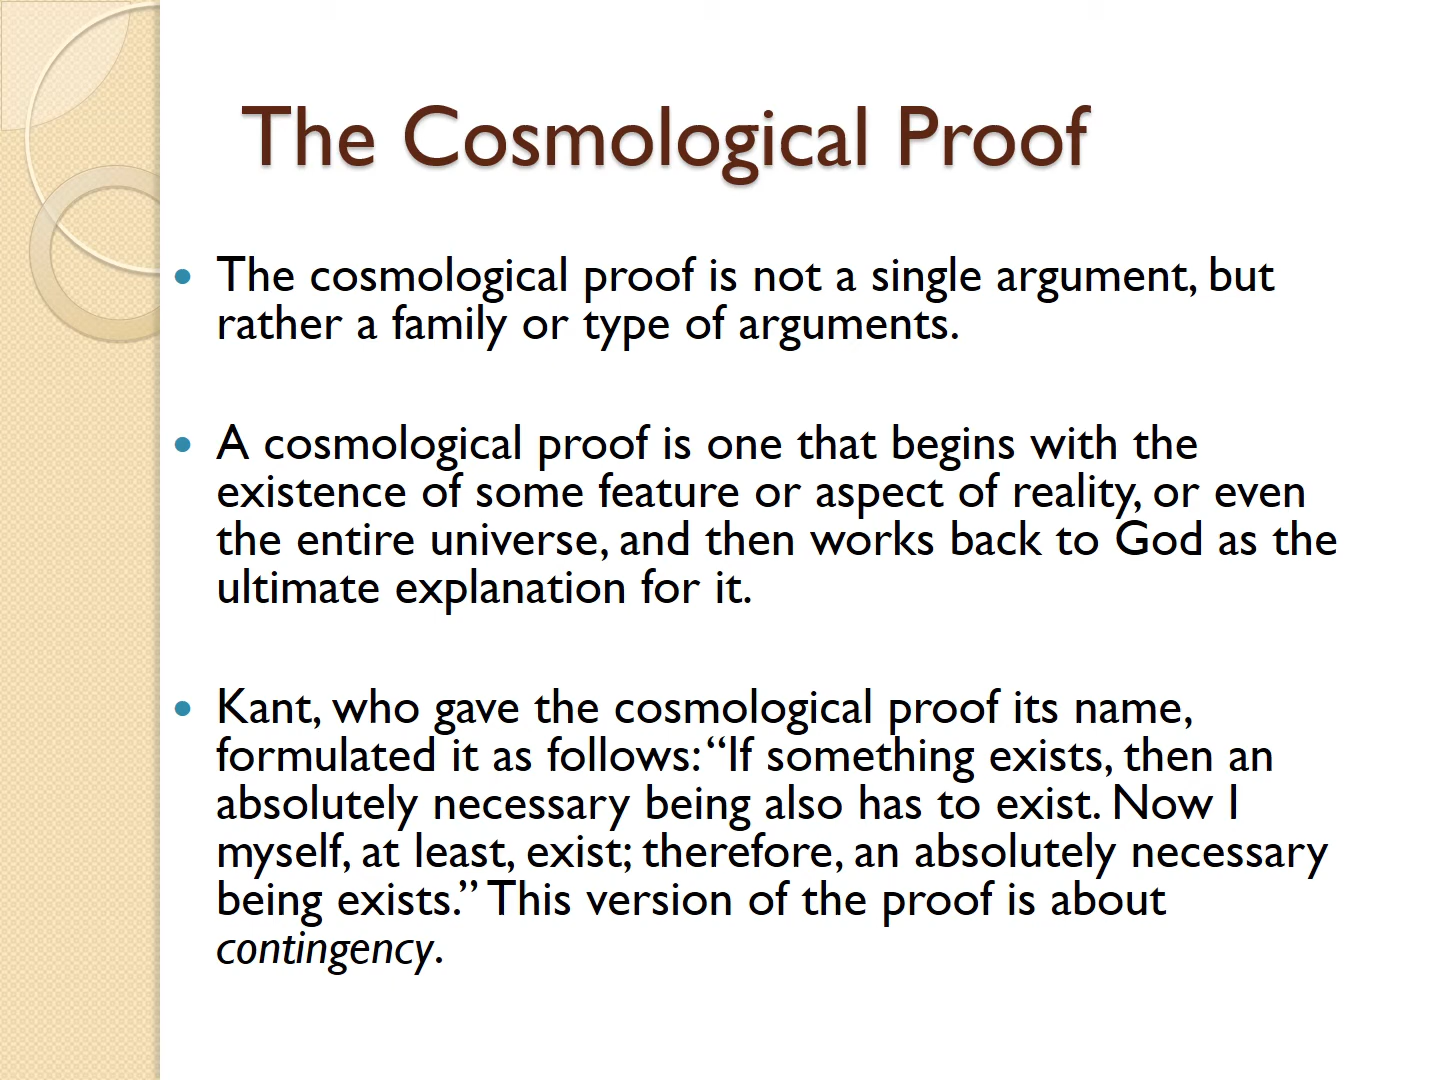 The Cosmological Proof
• The cosmological proof is not a single argument, but
rather a family or type of arguments.
• A cosmological proof is one that begins with the
existence of some feature or aspect of reality, or even
the entire universe, and then works back to God as the
ultimate explanation for it.
• Kant, who gave the cosmological proof its name,
formulated it as follows: “If something exists, then an
absolutely necessary being also has to exist. Now I
myself, at least, exist; therefore, an absolutely necessary
being exists.” This version of the proof is about
contingency.